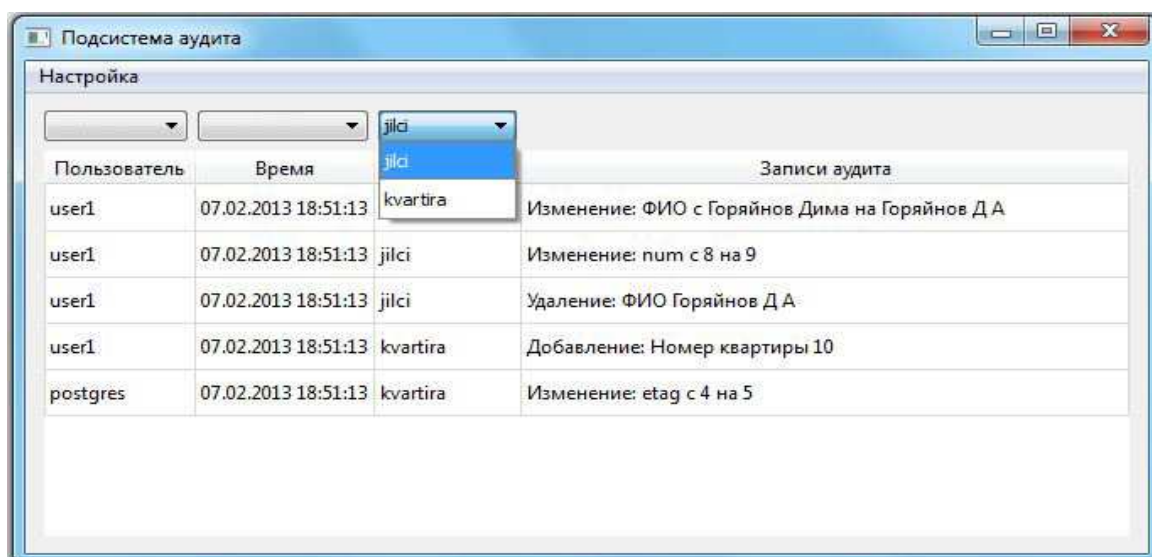 Подсистема аудита
Настройка
jilci
jilci
kvartira
Пользователь Время Записи аудита
user1 07.02.2013 18:51:13 Изменение: ФИО с Горяйнов Дима на Горяйнов Д А
user1 07.02.2013 18:51:13 jilci Изменение: num с 8 на 9
user1 07.02.2013 18:51:13 jilci Удаление: ФИО Горяйнов Д А
user1 07.02.2013 18:51:13 kvartira Добавление: Номер квартиры 10
postgres 07.02.2013 18:51:13 kvartira Изменение: etag с 4 на 5